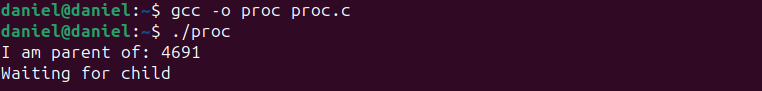 daniel@daniel:~$ gcc -o proc proc.c
daniel@daniel:~$ ./proc
I am parent of: 4691
Waiting for child